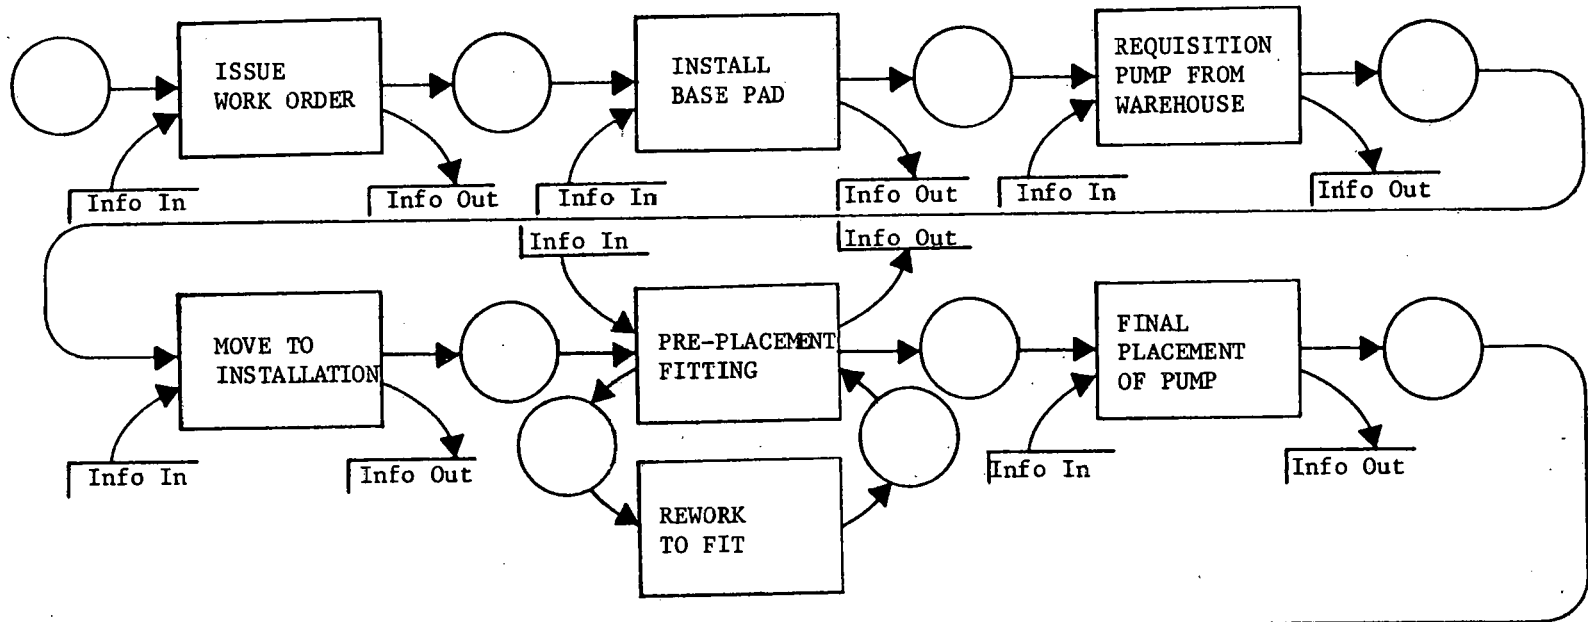 ISSUE
WORK ORDER
INSTALL
BASE PAD
REQUISITION
PUMP FROM
WAREHOUSE
Info In
Info Out
Info In
Info Out
Info In
Info Out
Info In
Info Out
MOVE TO
INSTALLATION
PRE-PLACEMENT
FITTING
FINAL
PLACEMENT
OF PUMP
Info In
Info Out
Info In
Info Out
REWORK
TO FIT